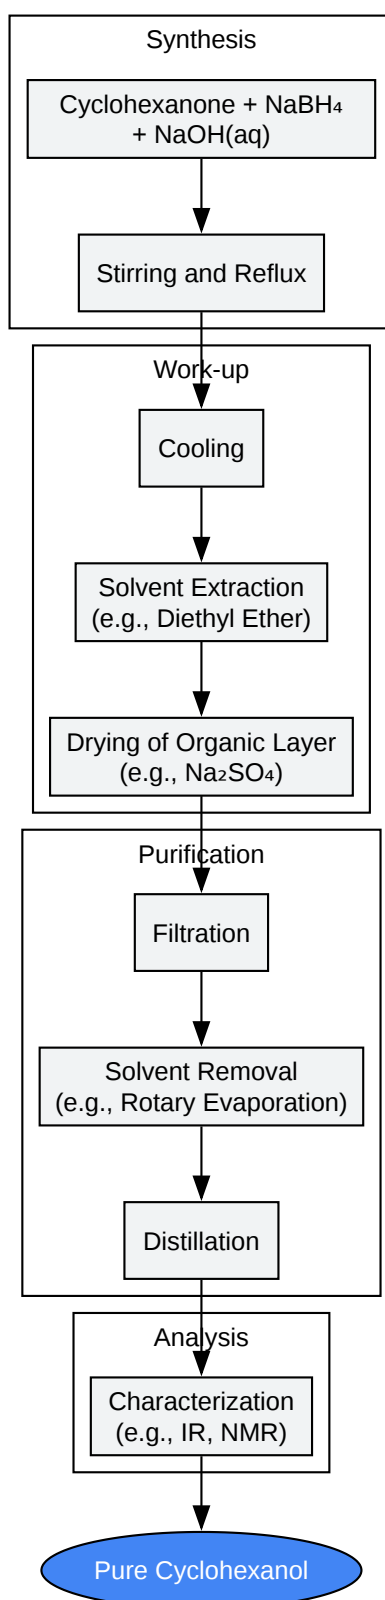 Synthesis
Cyclohexanone + NaBH₄
+ NaOH(aq)
Stirring and Reflux
Work-up
Cooling
Solvent Extraction
(e.g., Diethyl Ether)
Drying of Organic Layer
(e.g., Na₂SO₄)
Purification
Filtration
Solvent Removal
(e.g., Rotary Evaporation)
Distillation
Analysis
Characterization
(e.g., IR, NMR)
Pure Cyclohexanol